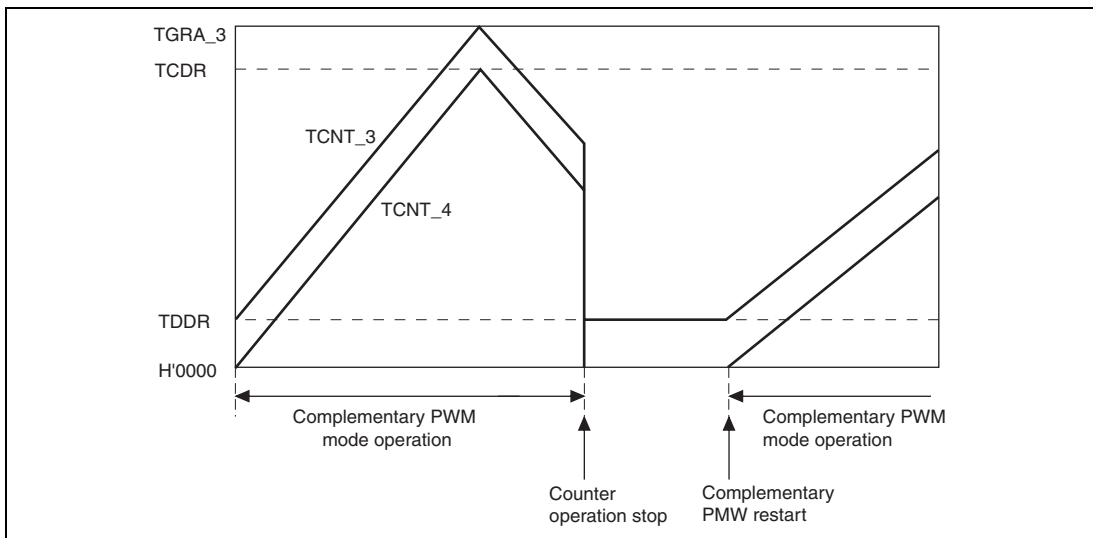 TGRA_3
TCDR
TCNT_3
TCNT_4
TDDR
H'0000
Complementary PWM
mode operation
Complementary PWM
mode operation
Counter
operation stop
Complementary
PMW restart